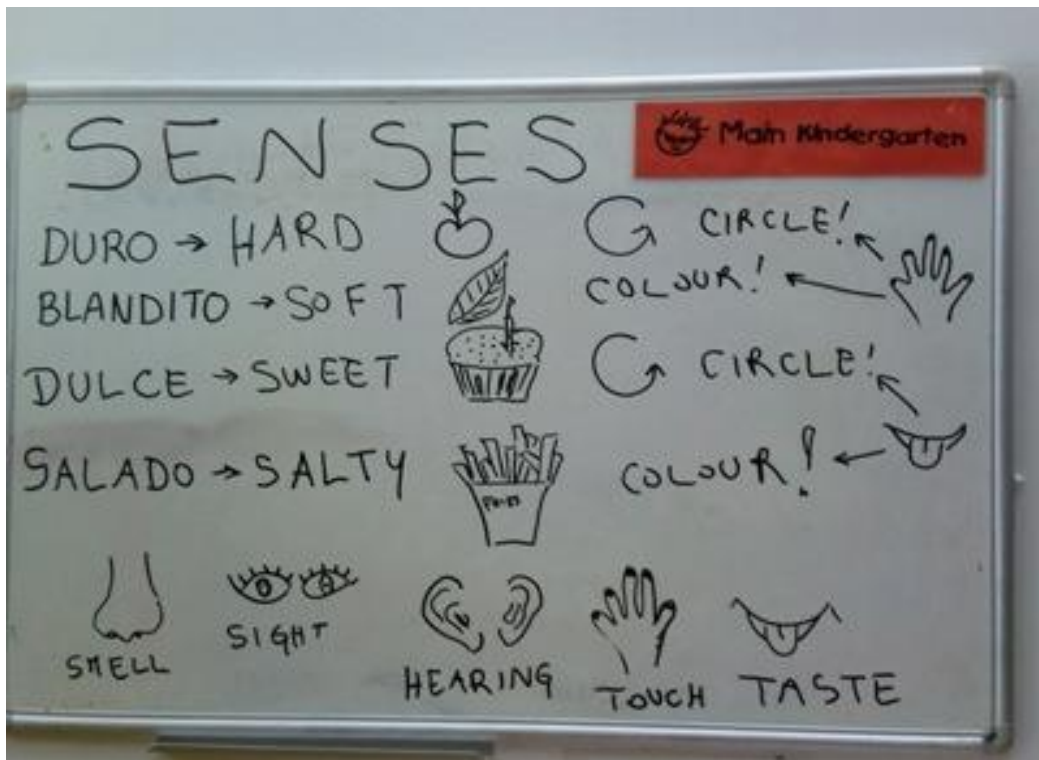 SENSES
Main Kindergarten
DURO → HARD
CIRCLE!
BLANDITO → SOFT
COLOUR!
DULCE → SWEET
CIRCLE!
SALADO → SALTY
COLOUR!
SMELL
SIGHT
HEARING
TOUCH
TASTE